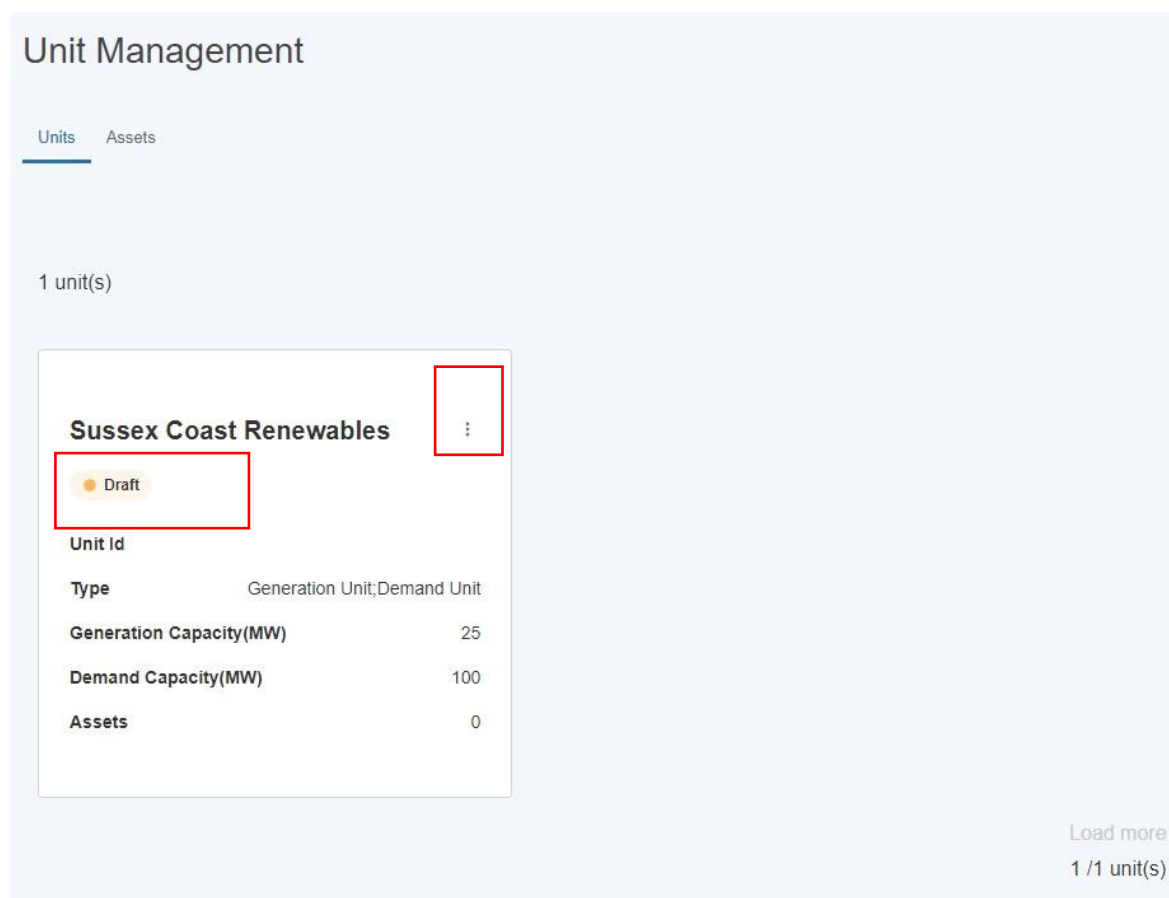 Unit Management
Units Assets
1 unit(s)
Sussex Coast Renewables
Draft
Unit Id
Type Generation Unit;Demand Unit
Generation Capacity(MW) 25
Demand Capacity(MW) 100
Assets 0
Load more
1 /1 unit(s)